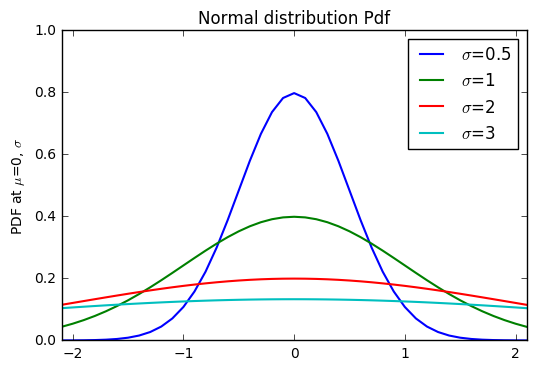 Normal distribution Pdf
PDF at μ=0, σ
1.0
0.8
0.6
0.4
0.2
0.0
−2
−1
0
1
2
σ=0.5
σ=1
σ=2
σ=3